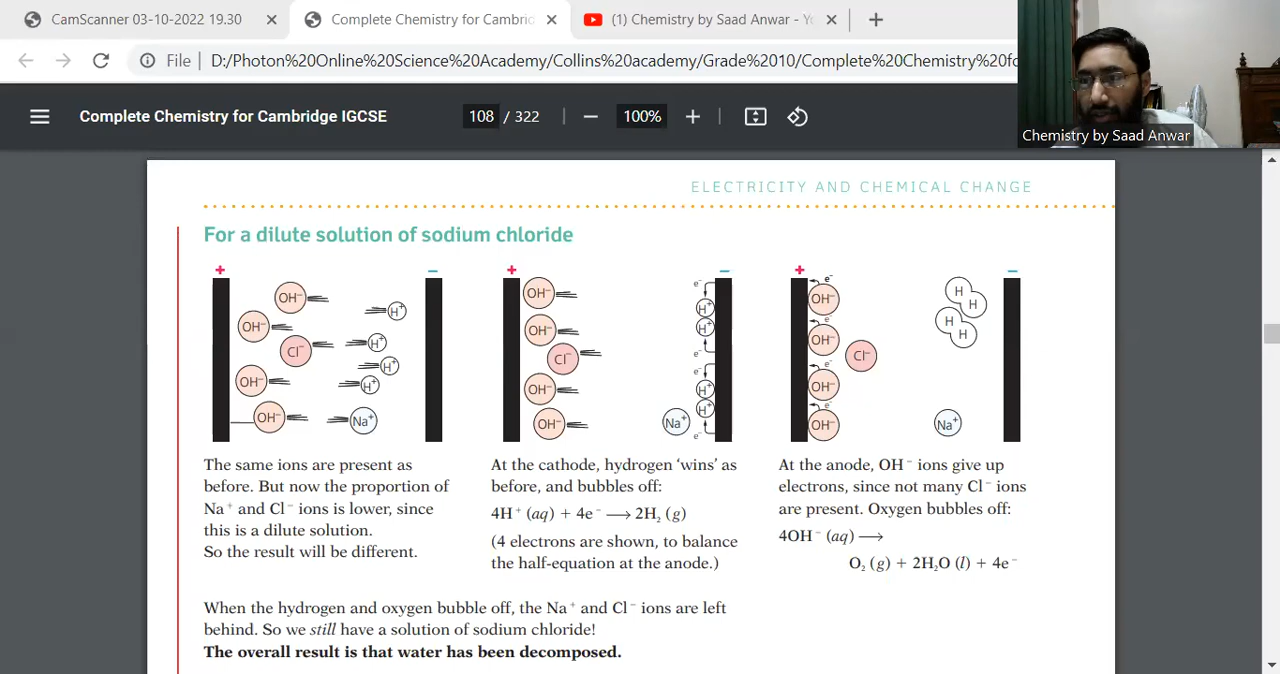 CamScanner 03-10-2022 19.30
Complete Chemistry for Cambrid
(1) Chemistry by Saad Anwar - Yo
File D:/Photon%20Online%20Science%20Academy/Collins%20academy/Grade%2010/Complete%20Chemistry%20fo
Complete Chemistry for Cambridge IGCSE
108 / 322
100%
Chemistry by Saad Anwar
ELECTRICITY AND CHEMICAL CHANGE
For a dilute solution of sodium chloride
+ −
OH⁻
H⁺
OH⁻
Cl⁻
H⁺
H⁺
OH⁻
H⁺
OH⁻
Na⁺
The same ions are present as
before. But now the proportion of
Na⁺ and Cl⁻ ions is lower, since
this is a dilute solution.
So the result will be different.
+ −
OH⁻
e⁻
H⁺
OH⁻
H⁺
Cl⁻
e⁻
e⁻
OH⁻
H⁺
H⁺
OH⁻
Na⁺
e⁻
At the cathode, hydrogen ‘wins’ as
before, and bubbles off:
4H⁺ (aq) + 4e⁻ ⟶ 2H₂ (g)
(4 electrons are shown, to balance
the half-equation at the anode.)
+ −
e⁻
OH⁻
H
H
e⁻
H
H
OH⁻
Cl⁻
e⁻
OH⁻
e⁻
OH⁻
Na⁺
At the anode, OH⁻ ions give up
electrons, since not many Cl⁻ ions
are present. Oxygen bubbles off:
4OH⁻ (aq) ⟶
O₂ (g) + 2H₂O (l) + 4e⁻
When the hydrogen and oxygen bubble off, the Na⁺ and Cl⁻ ions are left
behind. So we still have a solution of sodium chloride!
The overall result is that water has been decomposed.